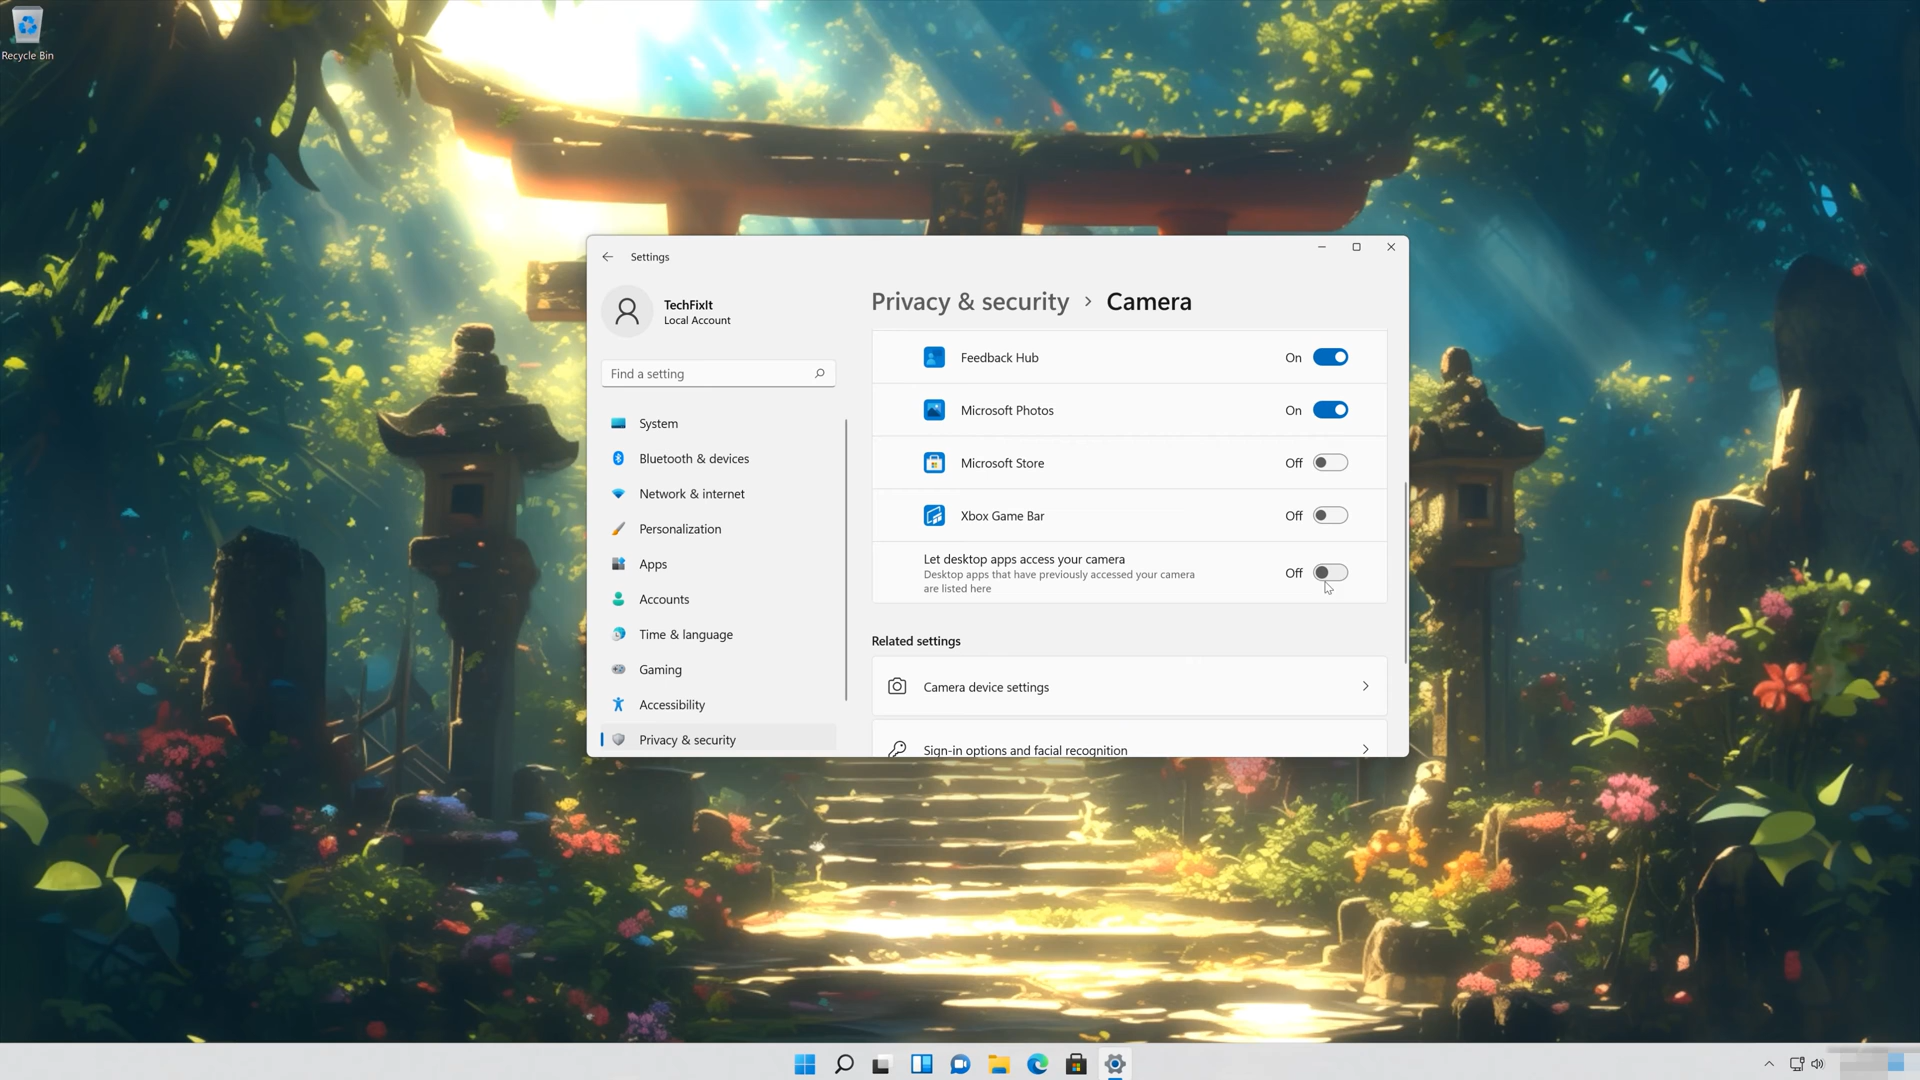 Recycle Bin
Settings
TechFixIt
Local Account
Find a setting
System
Bluetooth & devices
Network & internet
Personalization
Apps
Accounts
Time & language
Gaming
Accessibility
Privacy & security
Privacy & security > Camera
Feedback Hub On
Microsoft Photos On
Microsoft Store Off
Xbox Game Bar Off
Let desktop apps access your camera
Desktop apps that have previously accessed your camera
are listed here
Off
Related settings
Camera device settings
Sign-in options and facial recognition